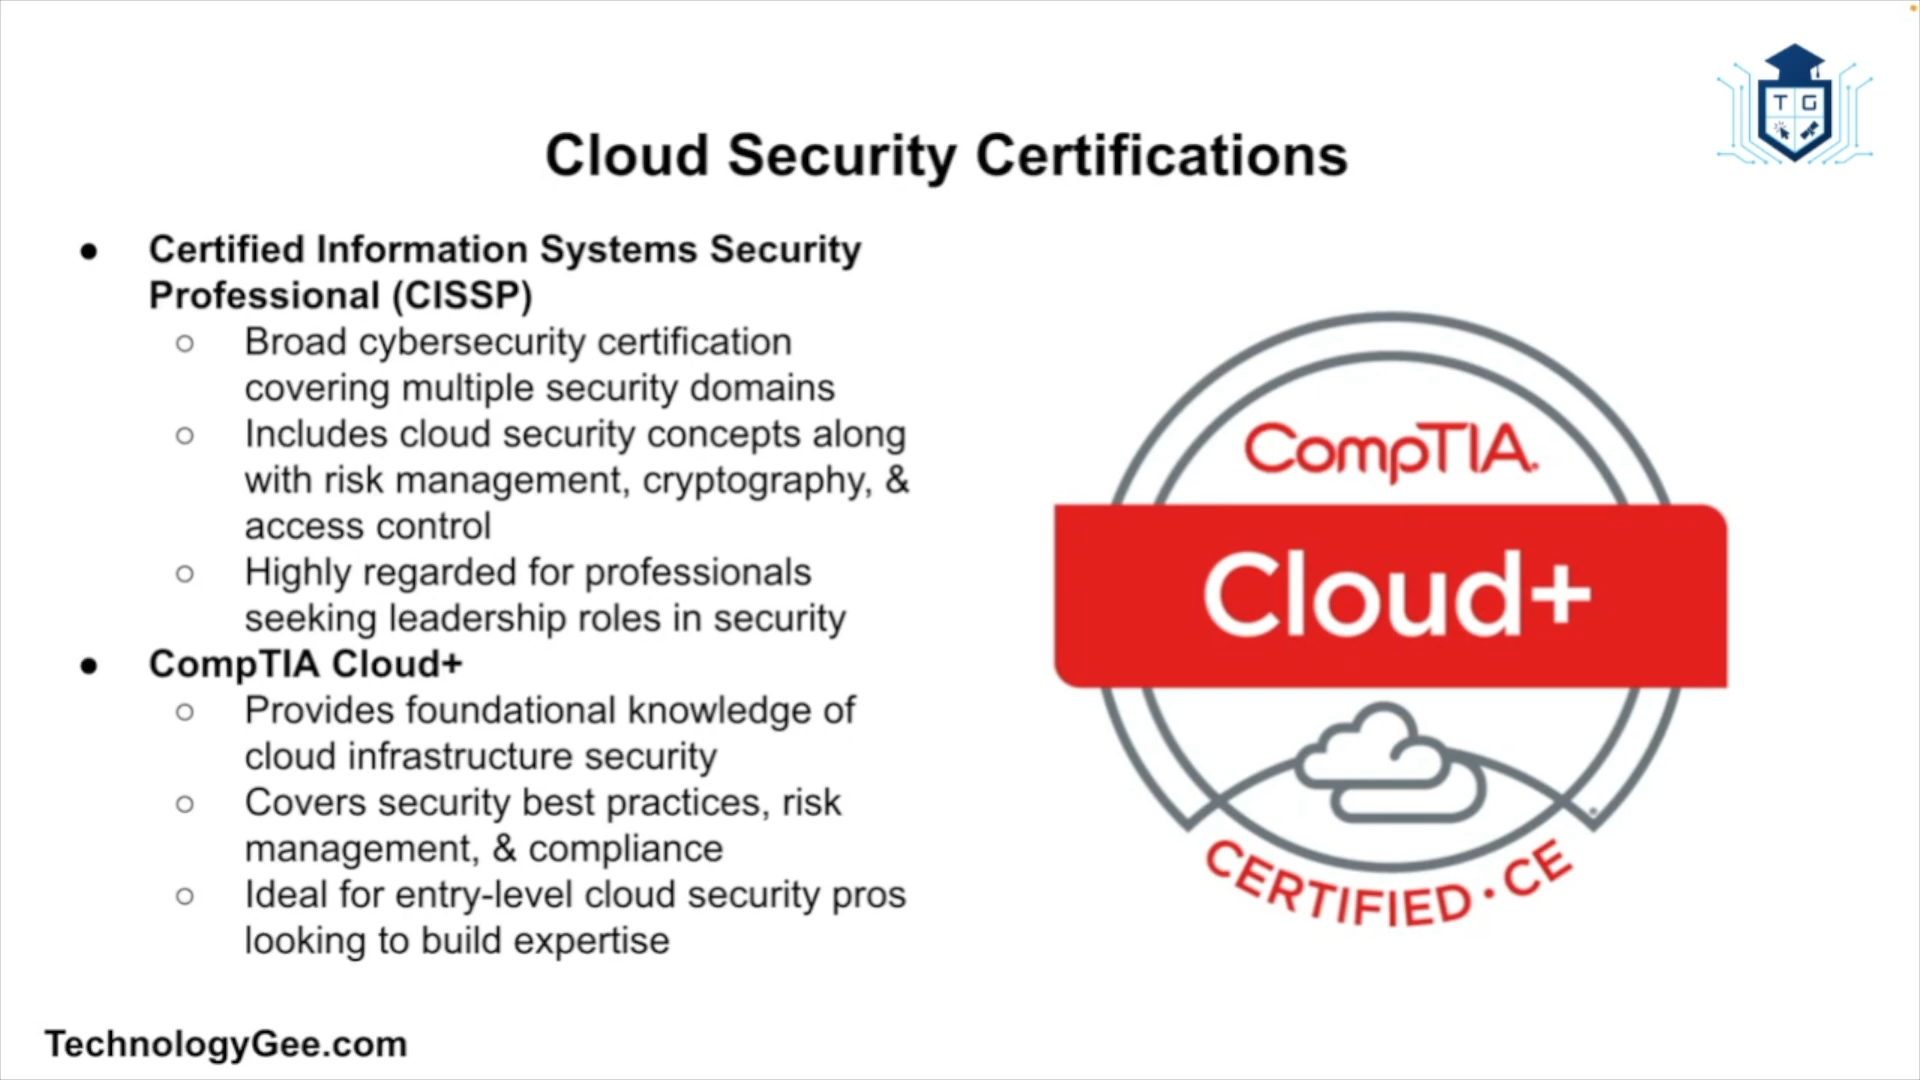 T G
Cloud Security Certifications
● Certified Information Systems Security
Professional (CISSP)
○ Broad cybersecurity certification
covering multiple security domains
○ Includes cloud security concepts along
with risk management, cryptography, &
access control
○ Highly regarded for professionals
seeking leadership roles in security
● CompTIA Cloud+
○ Provides foundational knowledge of
cloud infrastructure security
○ Covers security best practices, risk
management, & compliance
○ Ideal for entry-level cloud security pros
looking to build expertise
CompTIA.
Cloud+
CERTIFIED • CE
TechnologyGee.com